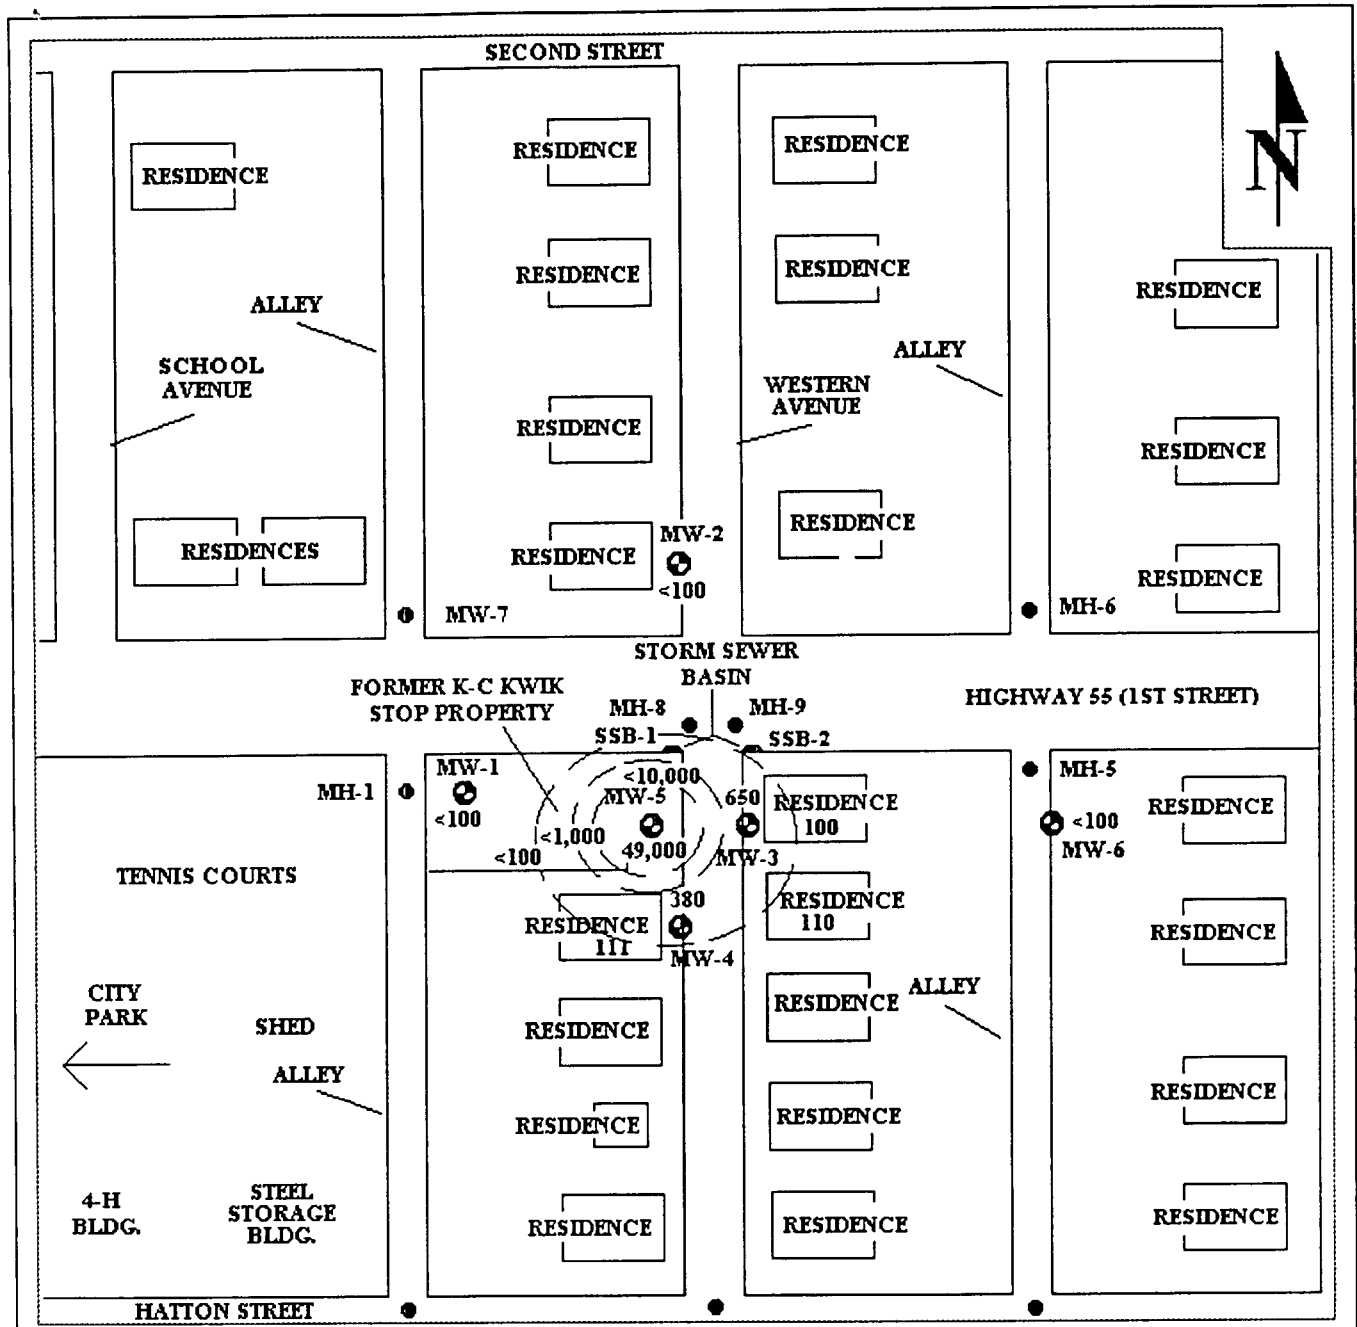 SECOND STREET
N
RESIDENCE
RESIDENCE
RESIDENCE
RESIDENCE
RESIDENCE
RESIDENCE
ALLEY
ALLEY
SCHOOL
AVENUE
WESTERN
AVENUE
RESIDENCE
RESIDENCE
RESIDENCE
RESIDENCES
RESIDENCE
MW-2
<100
RESIDENCE
MW-7
MH-6
STORM SEWER
BASIN
FORMER K-C KWIK
STOP PROPERTY
HIGHWAY 55 (1ST STREET)
MH-8
MH-9
SSB-1
SSB-2
MH-1
MW-1
<100
<10,000
MW-5
49,000
<1,000
<100
650
MW-3
RESIDENCE
100
MH-5
<100
MW-6
RESIDENCE
TENNIS COURTS
380
MW-4
RESIDENCE
111
RESIDENCE
110
RESIDENCE
CITY
PARK
SHED
ALLEY
RESIDENCE
RESIDENCE
ALLEY
RESIDENCE
RESIDENCE
RESIDENCE
4-H
BLDG.
STEEL
STORAGE
BLDG.
RESIDENCE
RESIDENCE
RESIDENCE
HATTON STREET